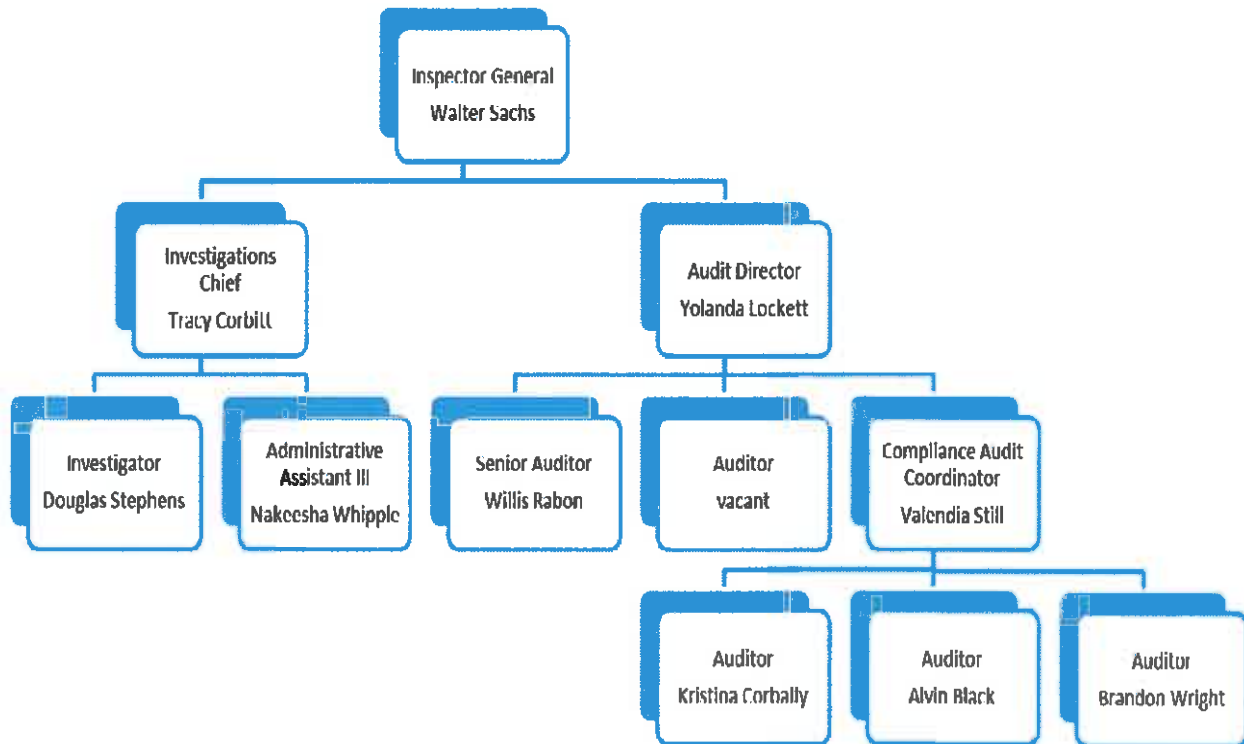 Inspector General
Walter Sachs
Investigations
Chief
Tracy Corbitt
Audit Director
Yolanda Lockett
Investigator
Douglas Stephens
Administrative
Assistant III
Nakeesha Whipple
Senior Auditor
Willis Rabon
Auditor
vacant
Compliance Audit
Coordinator
Valendia Still
Auditor
Kristina Corbally
Auditor
Alvin Black
Auditor
Brandon Wright